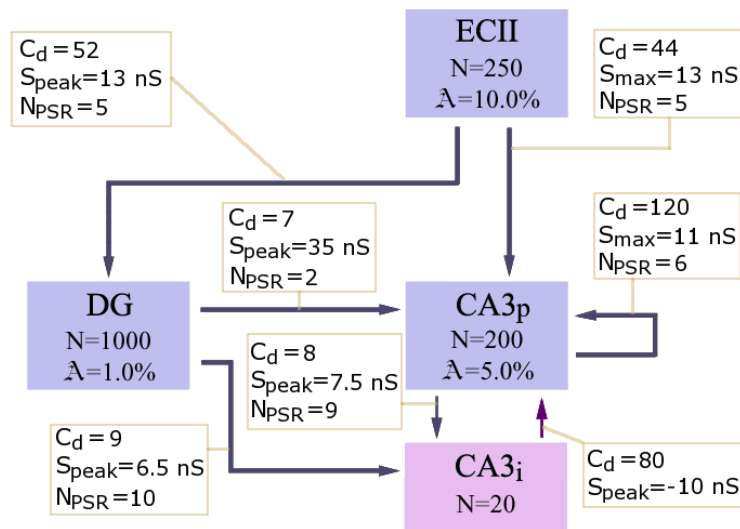 C_d=52
S_peak=13 nS
N_PSR=5
ECII
N=250
𝔄=10.0%
C_d=44
S_max=13 nS
N_PSR=5
C_d=7
S_peak=35 nS
N_PSR=2
C_d=120
S_max=11 nS
N_PSR=6
DG
N=1000
𝔄=1.0%
CA3p
N=200
𝔄=5.0%
C_d=8
S_peak=7.5 nS
N_PSR=9
C_d=9
S_peak=6.5 nS
N_PSR=10
CA3i
N=20
C_d=80
S_peak=-10 nS